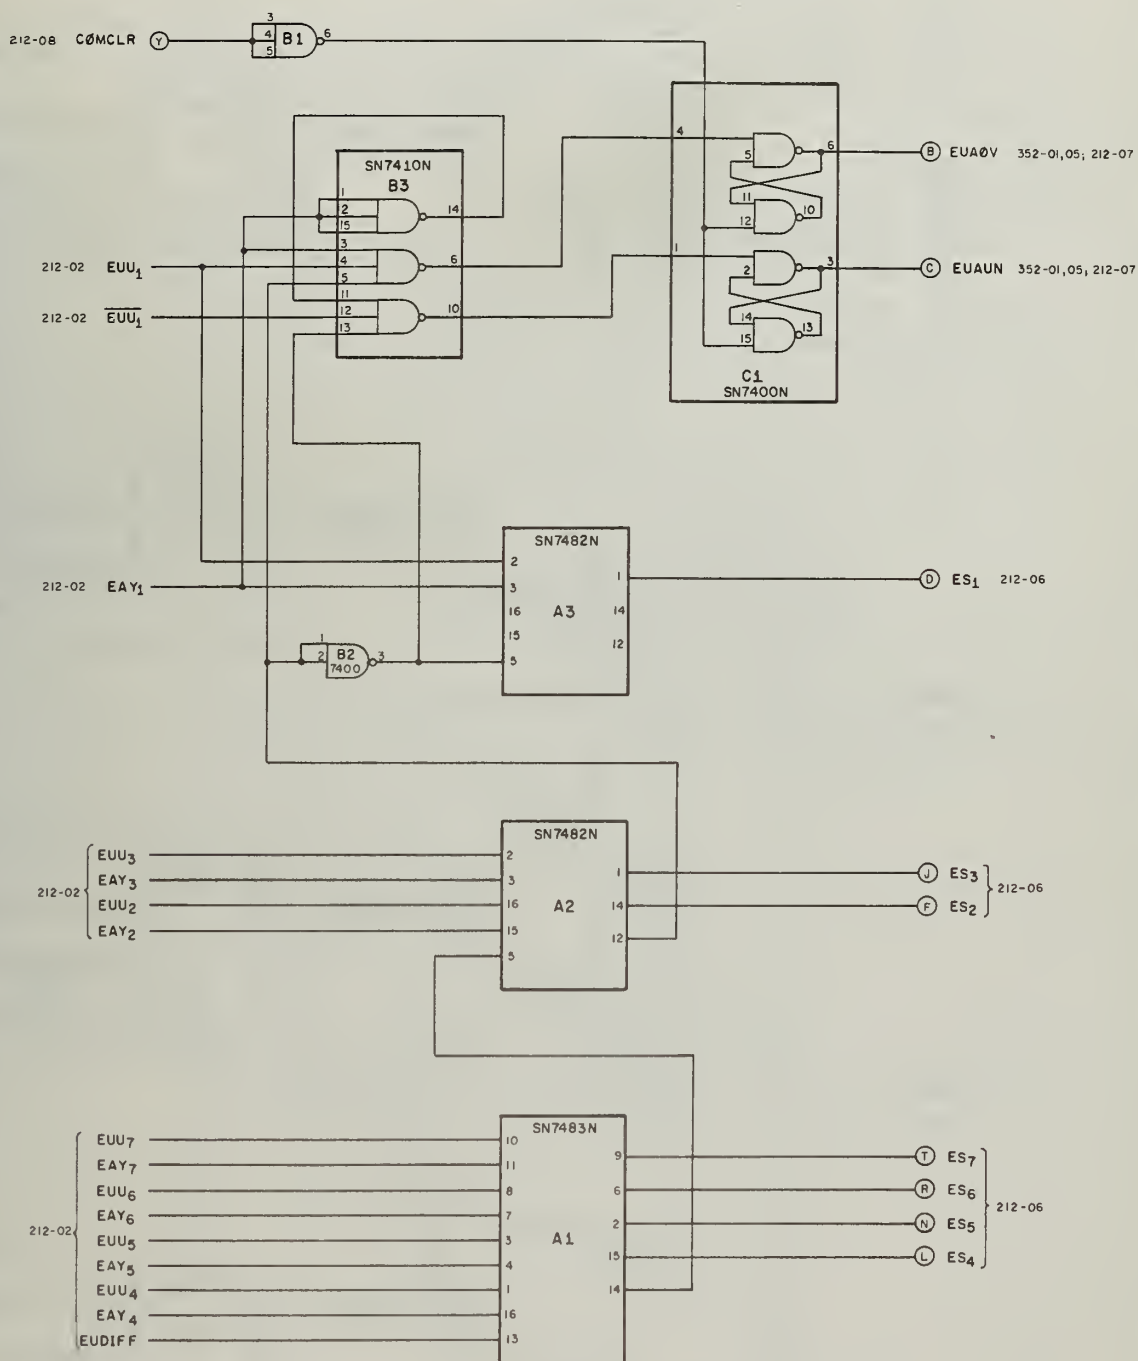 212-08 CØMCLR Y
3
4
5
B1
6
SN7410N
B3
1
2
15
14
3
4
5
6
11
12
13
10
212-02 EUU1
212-02 E̅U̅U̅1̅
4
5
6
11
12
10
1
2
3
14
15
13
C1
SN7400N
B EUAØV 352-01,05; 212-07
C EUAUN 352-01,05; 212-07
SN7482N
2
3
16
15
5
A3
1
14
12
212-02 EAY1
D ES1 212-06
1
2
B2
7400
3
SN7482N
2
3
16
15
5
A2
1
14
12
212-02
EUU3
EAY3
EUU2
EAY2
J ES3
F ES2
212-06
SN7483N
10
11
8
7
3
4
1
16
13
A1
9
6
2
15
14
212-02
EUU7
EAY7
EUU6
EAY6
EUU5
EAY5
EUU4
EAY4
EUDIFF
T ES7
R ES6
N ES5
L ES4
212-06